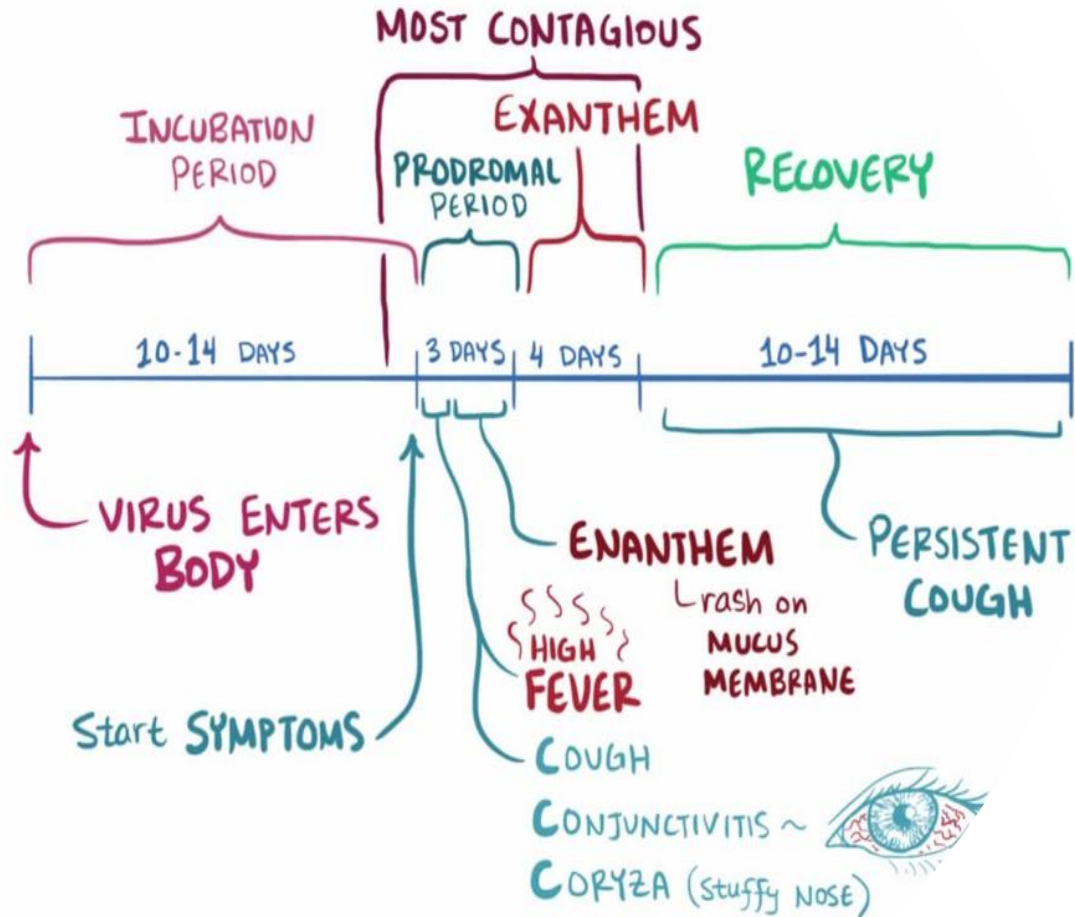 MOST CONTAGIOUS
EXANTHEM
INCUBATION
PERIOD
PRODROMAL
PERIOD
RECOVERY
10-14 DAYS
3 DAYS
4 DAYS
10-14 DAYS
VIRUS ENTERS
BODY
ENANTHEM
rash on
MUCUS
MEMBRANE
PERSISTENT
COUGH
HIGH
FEVER
Start SYMPTOMS
COUGH
CONJUNCTIVITIS ~
CORYZA (Stuffy NOSE)